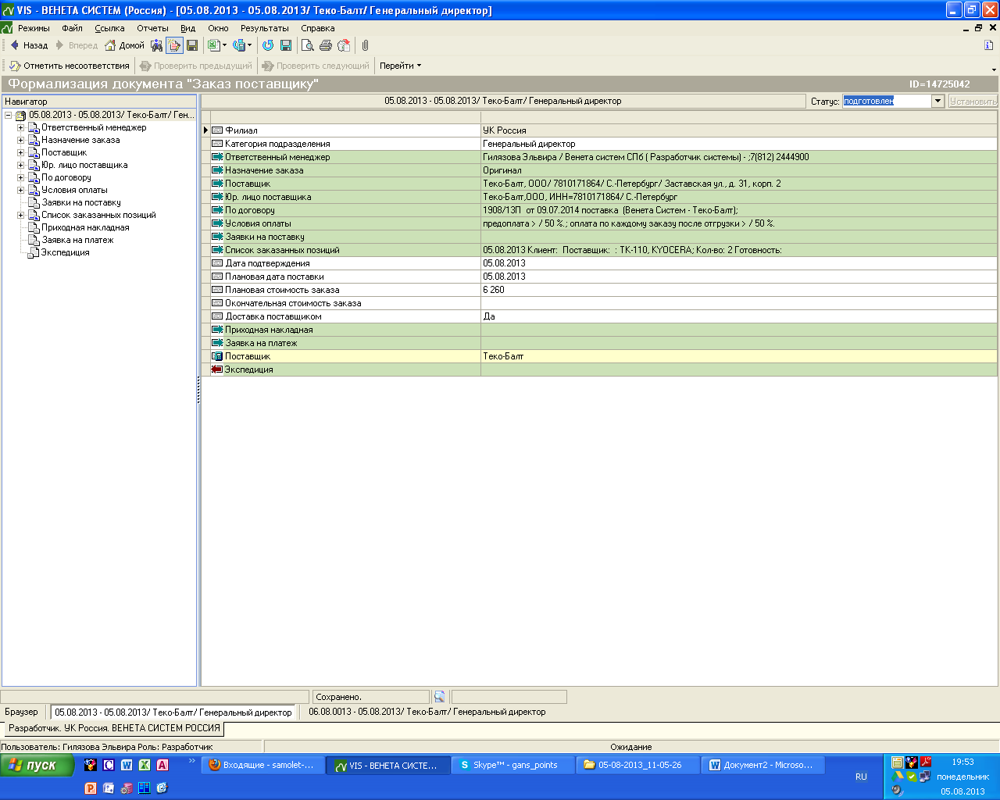 VIS - ВЕНЕТА СИСТЕМ (Россия) - [05.08.2013 - 05.08.2013/ Теко-Балт/ Генеральный директор]
Режимы Файл Ссылка Отчеты Вид Окно Результаты Справка
Назад Вперед Домой
Отметить несоответствия Проверить предыдущий Проверить следующий Перейти
Формализация документа "Заказ поставщику" ID=14725042
Навигатор
05.08.2013 - 05.08.2013/ Теко-Балт/ Ген...
Ответственный менеджер
Назначение заказа
Поставщик
Юр. лицо поставщика
По договору
Условия оплаты
Заявки на поставку
Список заказанных позиций
Приходная накладная
Заявка на платеж
Экспедиция
05.08.2013 - 05.08.2013/ Теко-Балт/ Генеральный директор Статус: подготовлен Установить
Филиал УК Россия
Категория подразделения Генеральный директор
Ответственный менеджер Гилязова Эльвира / Венета систем СПб ( Разработчик системы) - ;7(812) 2444900
Назначение заказа Оригинал
Поставщик Теко-Балт, ООО/ 7810171864/ С.-Петербург/ Заставская ул., д. 31, корп. 2
Юр. лицо поставщика Теко-Балт,ООО, ИНН=7810171864/ С.-Петербург
По договору 1908/13П от 09.07.2014 поставка (Венета Систем - Теко-Балт);
Условия оплаты предоплата > / 50 %.; оплата по каждому заказу после отгрузки > / 50 %.
Заявки на поставку
Список заказанных позиций 05.08.2013 Клиент: Поставщик: : TK-110, KYOCERA; Кол-во: 2 Готовность:
Дата подтверждения 05.08.2013
Плановая дата поставки 05.08.2013
Плановая стоимость заказа 6 260
Окончательная стоимость заказа
Доставка поставщиком Да
Приходная накладная
Заявка на платеж
Поставщик Теко-Балт
Экспедиция
Сохранено.
Браузер 05.08.2013 - 05.08.2013/ Теко-Балт/ Генеральный директор 06.08.0013 - 05.08.2013/ Теко-Балт/ Генеральный директор
Разработчик. УК Россия. ВЕНЕТА СИСТЕМ РОССИЯ
Пользователь: Гилязова Эльвира Роль: Разработчик Ожидание
пуск Входящие - samolet-... VIS - ВЕНЕТА СИСТЕ... Skype™ - gans_points 05-08-2013_11-05-26 Документ2 - Microso... RU
19:53
понедельник
05.08.2013